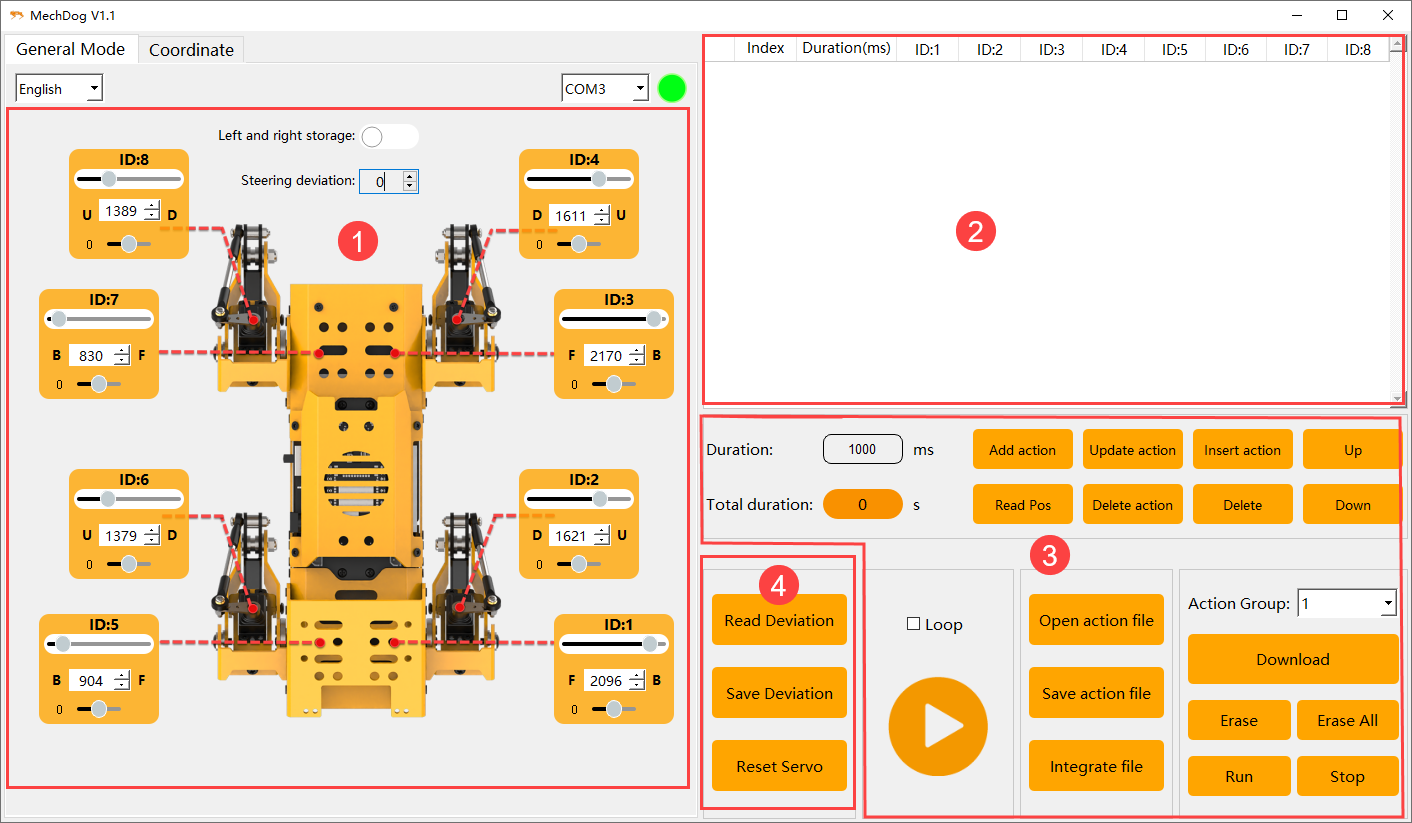 MechDog V1.1
General Mode
Coordinate
English
COM3
Left and right storage:
Steering deviation: 0
ID:8
U 1389 D
0
ID:4
D 1611 U
0
1
ID:7
B 830 F
0
ID:3
F 2170 B
0
ID:6
U 1379 D
0
ID:2
D 1621 U
0
ID:5
B 904 F
0
ID:1
F 2096 B
0
Index Duration(ms) ID:1 ID:2 ID:3 ID:4 ID:5 ID:6 ID:7 ID:8
2
Duration: 1000 ms
Add action Update action Insert action Up
Total duration: 0 s
Read Pos Delete action Delete Down
3
4
Read Deviation
Save Deviation
Reset Servo
Loop
Open action file
Save action file
Integrate file
Action Group: 1
Download
Erase Erase All
Run Stop